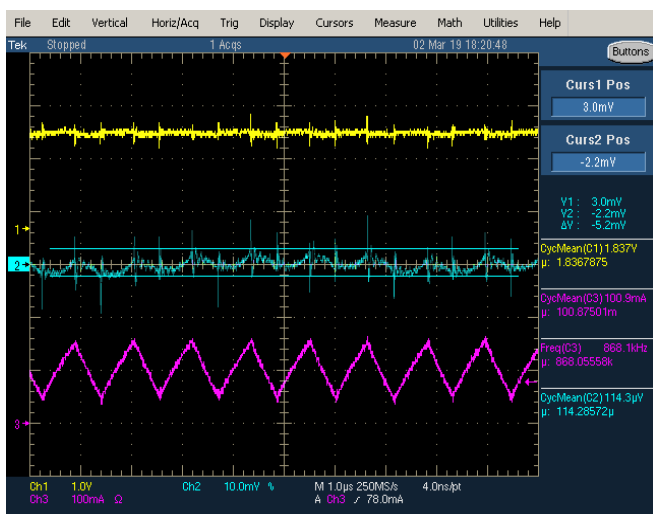 File Edit Vertical Horiz/Acq Trig Display Cursors Measure Math Utilities Help
Tek Stopped 1 Acqs 02 Mar 19 18:20:48
Buttons
Curs1 Pos
3.0mV
Curs2 Pos
-2.2mV
V1: 3.0mV
V2: -2.2mV
ΔV: -5.2mV
1
CycMean(C1) 1.837V
μ: 1.8367875
2
CycMean(C3) 100.9mA
μ: 100.87501m
Freq(C3) 868.1kHz
μ: 868.05558k
CycMean(C2) 114.3μV
μ: 114.28572μ
3
Ch1 1.0V Ch2 10.0mV M 1.0μs 250MS/s 4.0ns/pt
Ch3 100mA Ω A Ch3 78.0mA